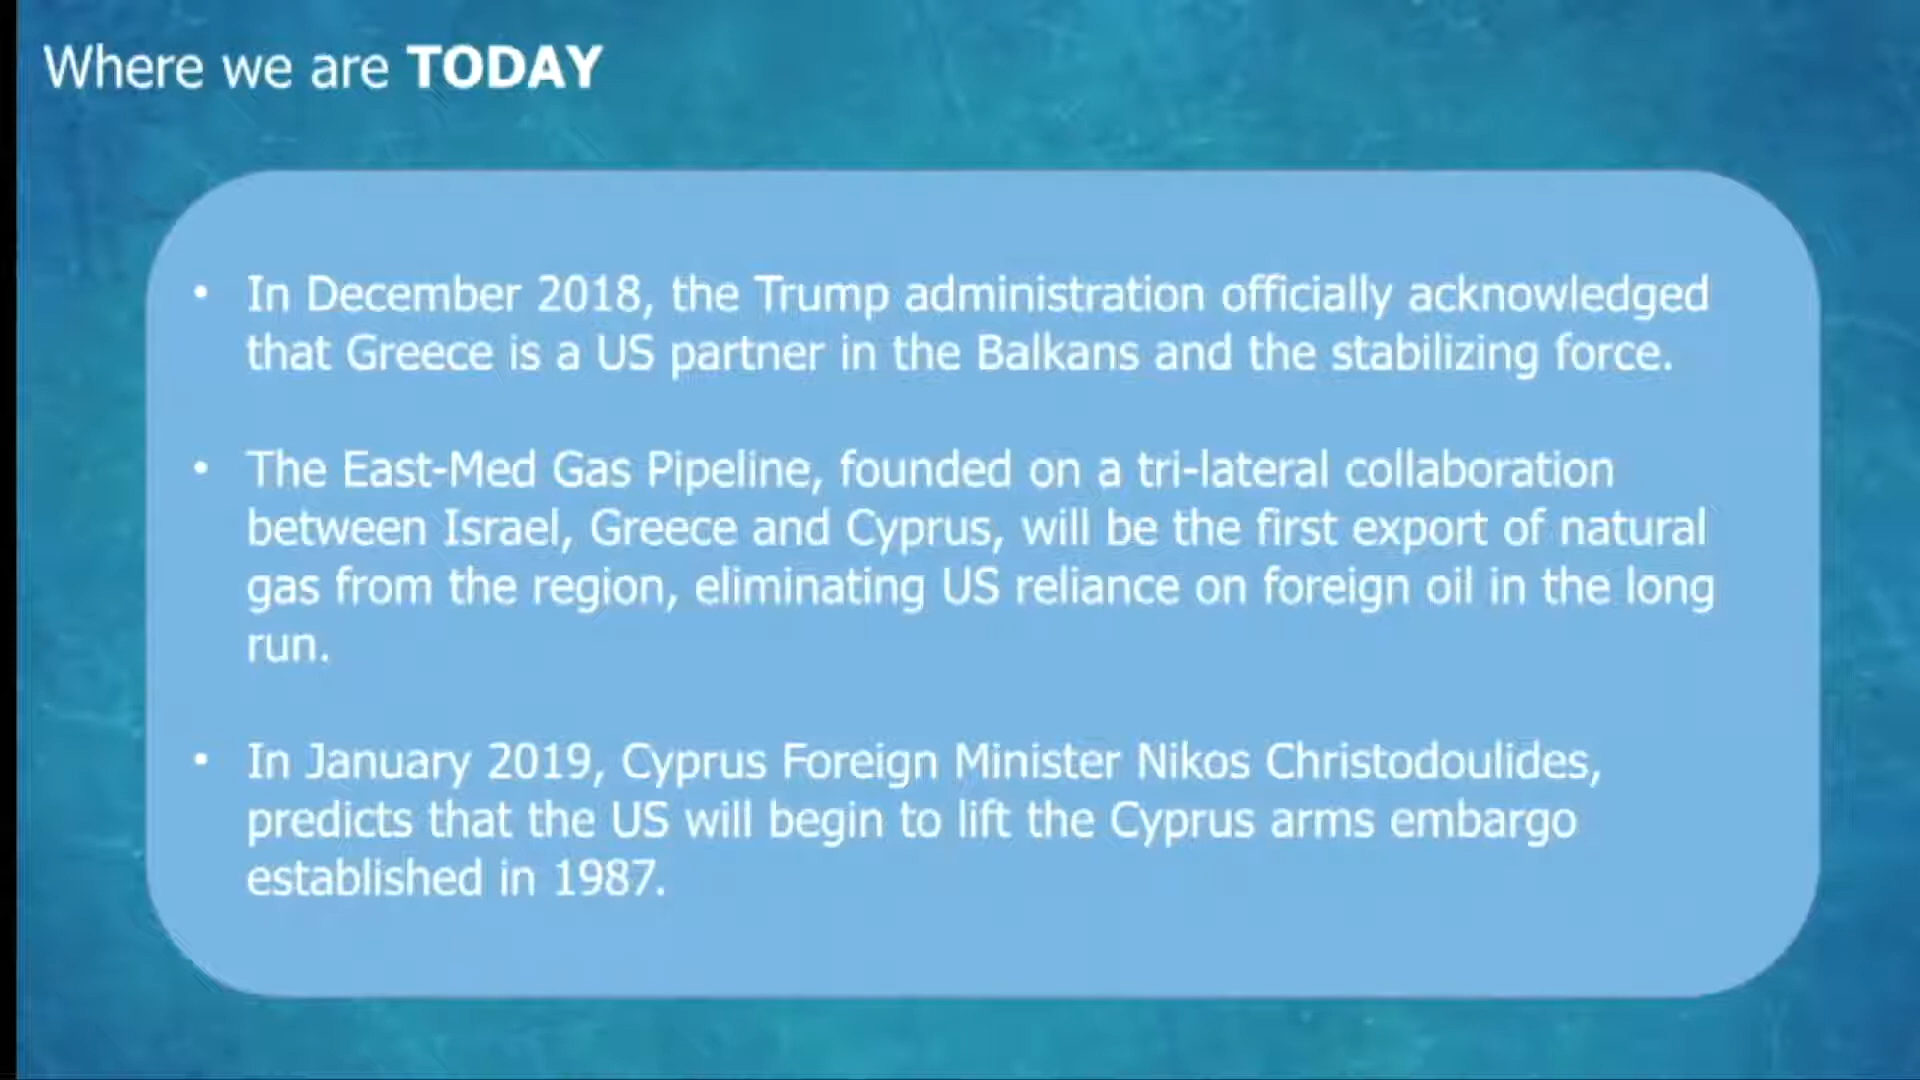 Where we are TODAY
• In December 2018, the Trump administration officially acknowledged
that Greece is a US partner in the Balkans and the stabilizing force.
• The East-Med Gas Pipeline, founded on a tri-lateral collaboration
between Israel, Greece and Cyprus, will be the first export of natural
gas from the region, eliminating US reliance on foreign oil in the long
run.
• In January 2019, Cyprus Foreign Minister Nikos Christodoulides,
predicts that the US will begin to lift the Cyprus arms embargo
established in 1987.